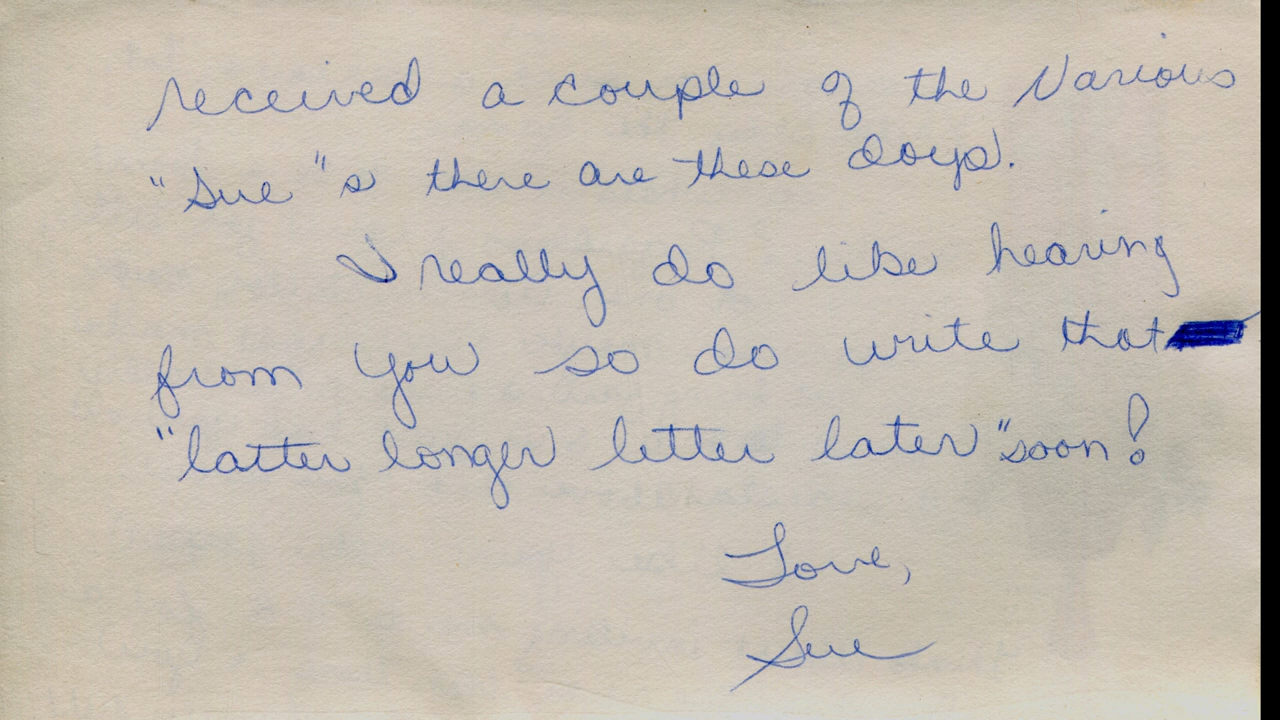 received a couple of the various
"Sue"s there are these days.
I really do like hearing
from you so do write that
"latter longer letter later" soon!
Love,
Sue